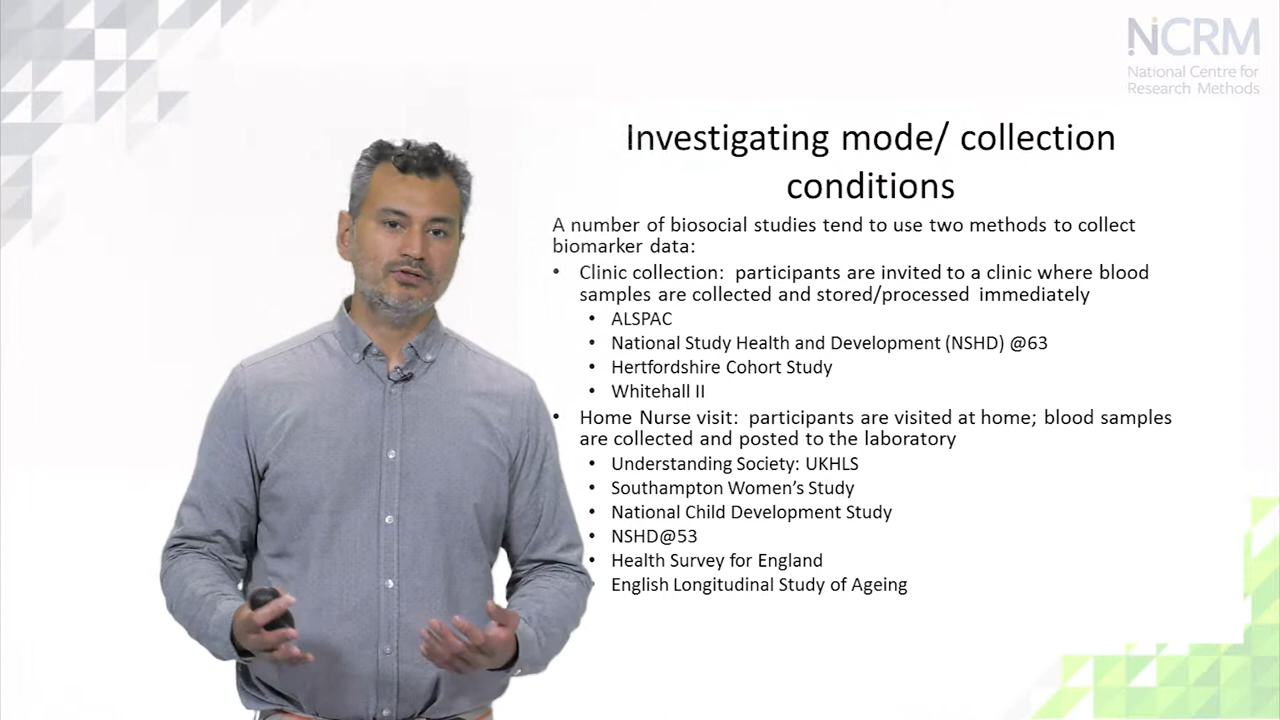 NCRM
National Centre for
Research Methods
Investigating mode/ collection
conditions
A number of biosocial studies tend to use two methods to collect
biomarker data:
• Clinic collection: participants are invited to a clinic where blood
samples are collected and stored/processed immediately
• ALSPAC
• National Study Health and Development (NSHD) @63
• Hertfordshire Cohort Study
• Whitehall II
• Home Nurse visit: participants are visited at home; blood samples
are collected and posted to the laboratory
• Understanding Society: UKHLS
• Southampton Women's Study
• National Child Development Study
• NSHD@53
• Health Survey for England
English Longitudinal Study of Ageing